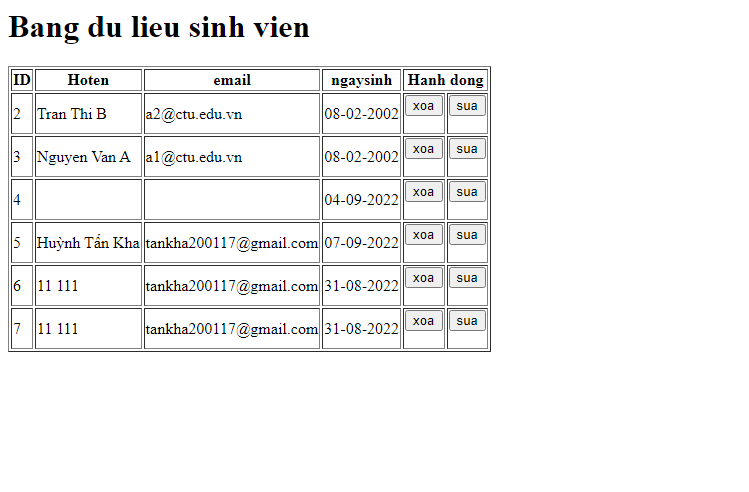 Bang du lieu sinh vien
ID Hoten email ngaysinh Hanh dong
2 Tran Thi B a2@ctu.edu.vn 08-02-2002 xoa sua
3 Nguyen Van A a1@ctu.edu.vn 08-02-2002 xoa sua
4 04-09-2022 xoa sua
5 Huỳnh Tấn Kha tankha200117@gmail.com 07-09-2022 xoa sua
6 11 111 tankha200117@gmail.com 31-08-2022 xoa sua
7 11 111 tankha200117@gmail.com 31-08-2022 xoa sua